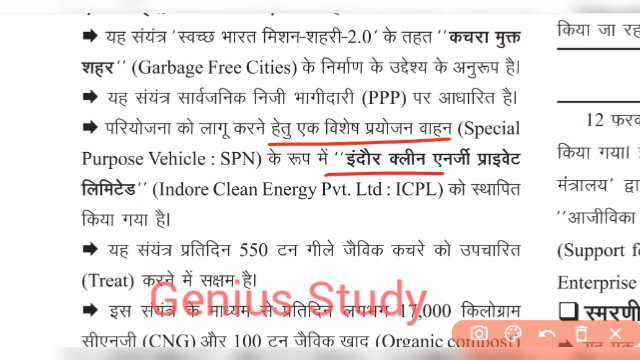 ➡ यह संयंत्र 'स्वच्छ भारत मिशन-शहरी-2.0' के तहत "कचरा मुक्त
शहर" (Garbage Free Cities) के निर्माण के उद्देश्य के अनुरूप है।
➡ यह संयंत्र सार्वजनिक निजी भागीदारी (PPP) पर आधारित है।
➡ परियोजना को लागू करने हेतु एक विशेष प्रयोजन वाहन (Special
Purpose Vehicle : SPN) के रूप में "इंदौर क्लीन एनर्जी प्राइवेट
लिमिटेड" (Indore Clean Energy Pvt. Ltd : ICPL) को स्थापित
किया गया है।
➡ यह संयंत्र प्रतिदिन 550 टन गीले जैविक कचरे को उपचारित
(Treat) करने में सक्षम है।
➡ इस संयंत्र के माध्यम से प्रतिदिन लगभग 17,000 किलोग्राम
सीएनजी (CNG) और 100 टन जैविक खाद (Organic compost)
Genius Study
किया जा रह
12 फरव
किया गया।
मंत्रालय' द्वा
"आजीविका
(Support f
Enterprise
❑ स्मरणी